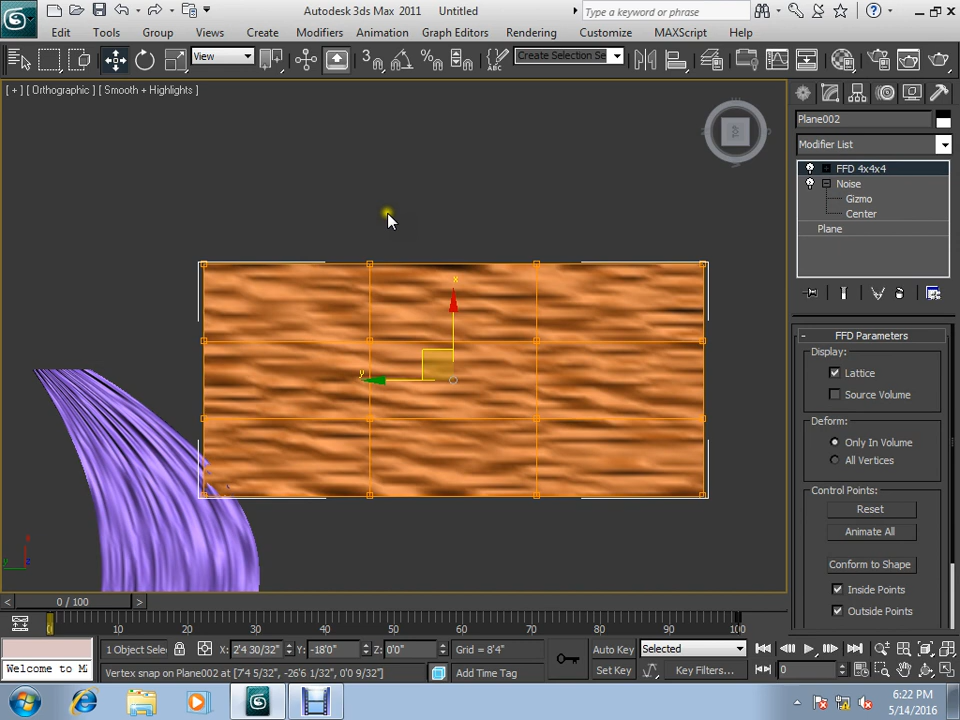 Autodesk 3ds Max 2011 Untitled
Type a keyword or phrase
Edit Tools Group Views Create Modifiers Animation Graph Editors Rendering Customize MAXScript Help
View
Create Selection Se
[ + ] [ Orthographic ] [ Smooth + Highlights ]
TOP
Plane002
Modifier List
FFD 4x4x4
Noise
Gizmo
Center
Plane
- FFD Parameters
Display:
Lattice
Source Volume
Deform:
Only In Volume
All Vertices
Control Points:
Reset
Animate All
Conform to Shape
Inside Points
Outside Points
x
y
x
y z
< 0 / 100 >
0 10 20 30 40 50 60 70 80 90 100
1 Object Selec X: 2'4 30/32" Y: -18'0" Z: 0'0" Grid = 8'4" Auto Key Selected
Welcome to M Vertex snap on Plane002 at [7'4 5/32", -26'6 1/32", 0'0 9/32"] Add Time Tag Set Key Key Filters... 0
6:22 PM
5/14/2016